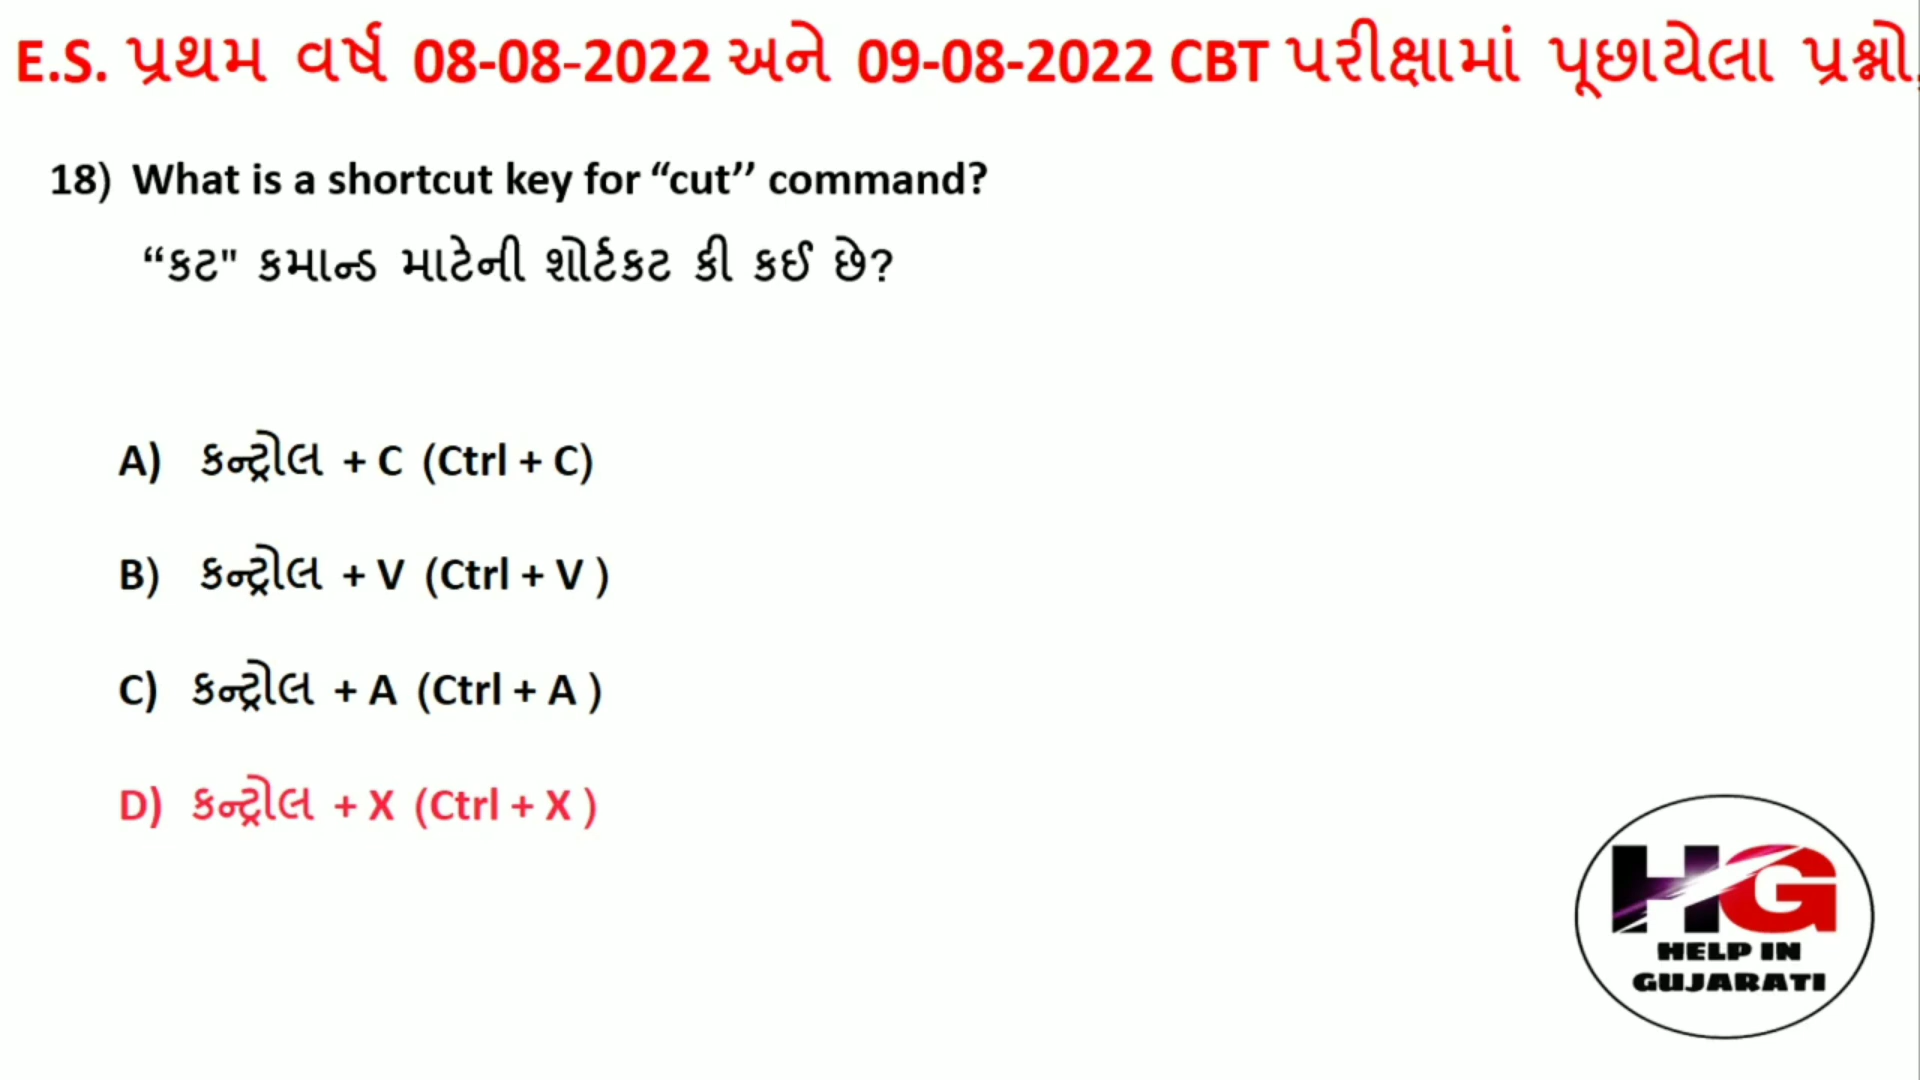 E.S. પ્રથમ વર્ષ 08-08-2022 અને 09-08-2022 CBT પરીક્ષામાં પૂછાયેલા પ્રશ્નો.
18) What is a shortcut key for “cut’’ command?
“કટ" કમાન્ડ માટેની શોર્ટકટ કી કઈ છે?
A) કન્ટ્રોલ + C (Ctrl + C)
B) કન્ટ્રોલ + V (Ctrl + V )
C) કન્ટ્રોલ + A (Ctrl + A )
D) કન્ટ્રોલ + X (Ctrl + X )
HG
HELP IN
GUJARATI